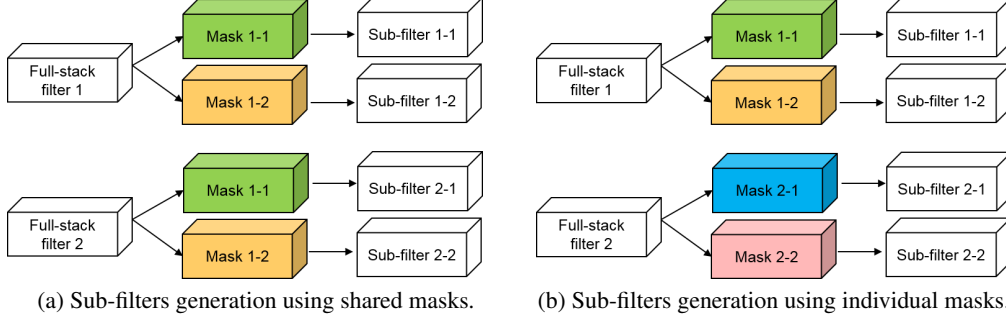 Mask 1-1
Sub-filter 1-1
Full-stack
filter 1
Mask 1-2
Sub-filter 1-2
Mask 1-1
Sub-filter 2-1
Full-stack
filter 2
Mask 1-2
Sub-filter 2-2
(a) Sub-filters generation using shared masks.
Mask 1-1
Sub-filter 1-1
Full-stack
filter 1
Mask 1-2
Sub-filter 1-2
Mask 2-1
Sub-filter 2-1
Full-stack
filter 2
Mask 2-2
Sub-filter 2-2
(b) Sub-filters generation using individual masks.